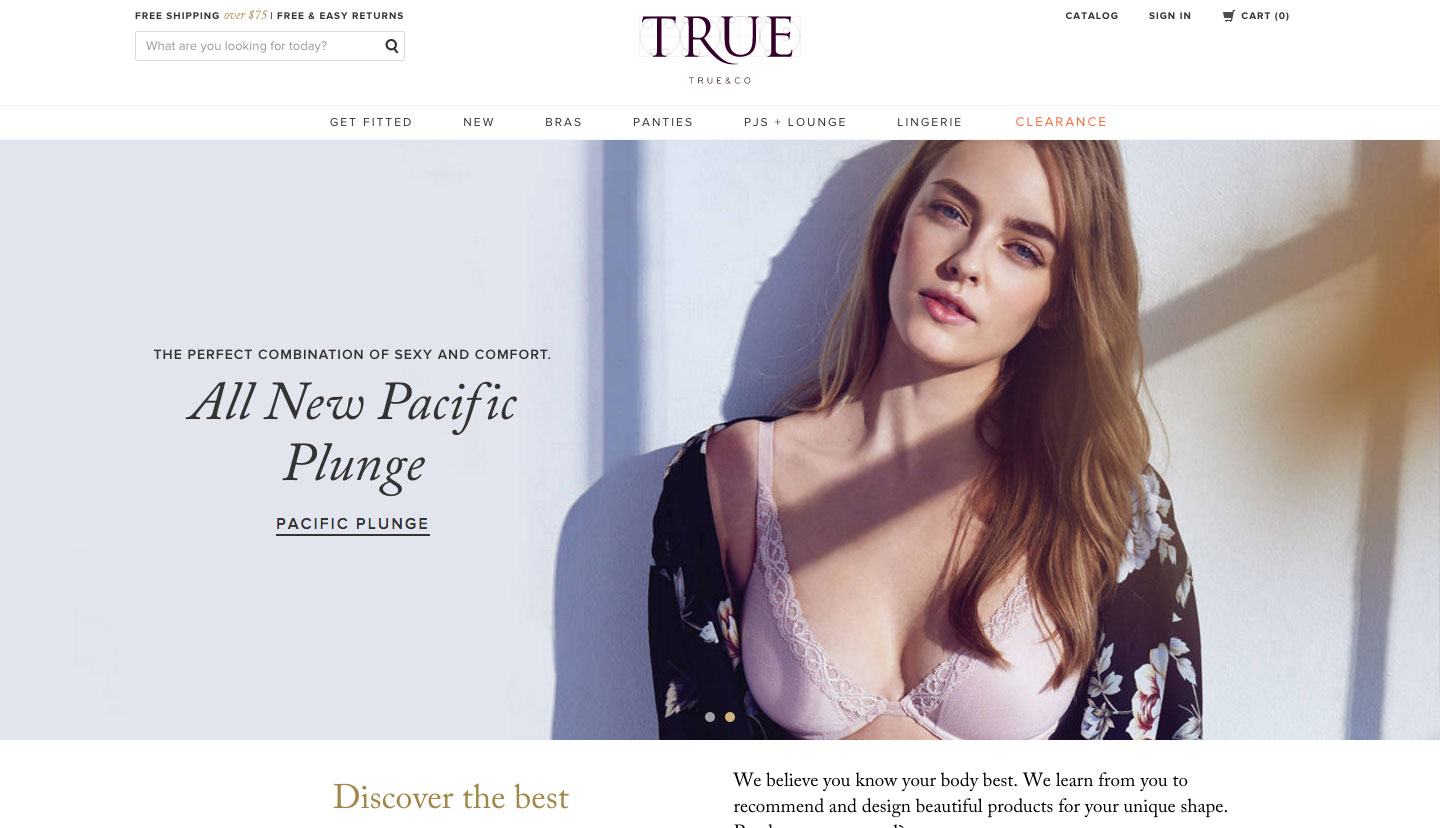 FREE SHIPPING over $75 | FREE & EASY RETURNS
CATALOG
SIGN IN
CART (0)
What are you looking for today?
TRUE
TRUE&CO
GET FITTED
NEW
BRAS
PANTIES
PJS + LOUNGE
LINGERIE
CLEARANCE
THE PERFECT COMBINATION OF SEXY AND COMFORT.
All New Pacific
Plunge
PACIFIC PLUNGE
Discover the best
We believe you know your body best. We learn from you to
recommend and design beautiful products for your unique shape.